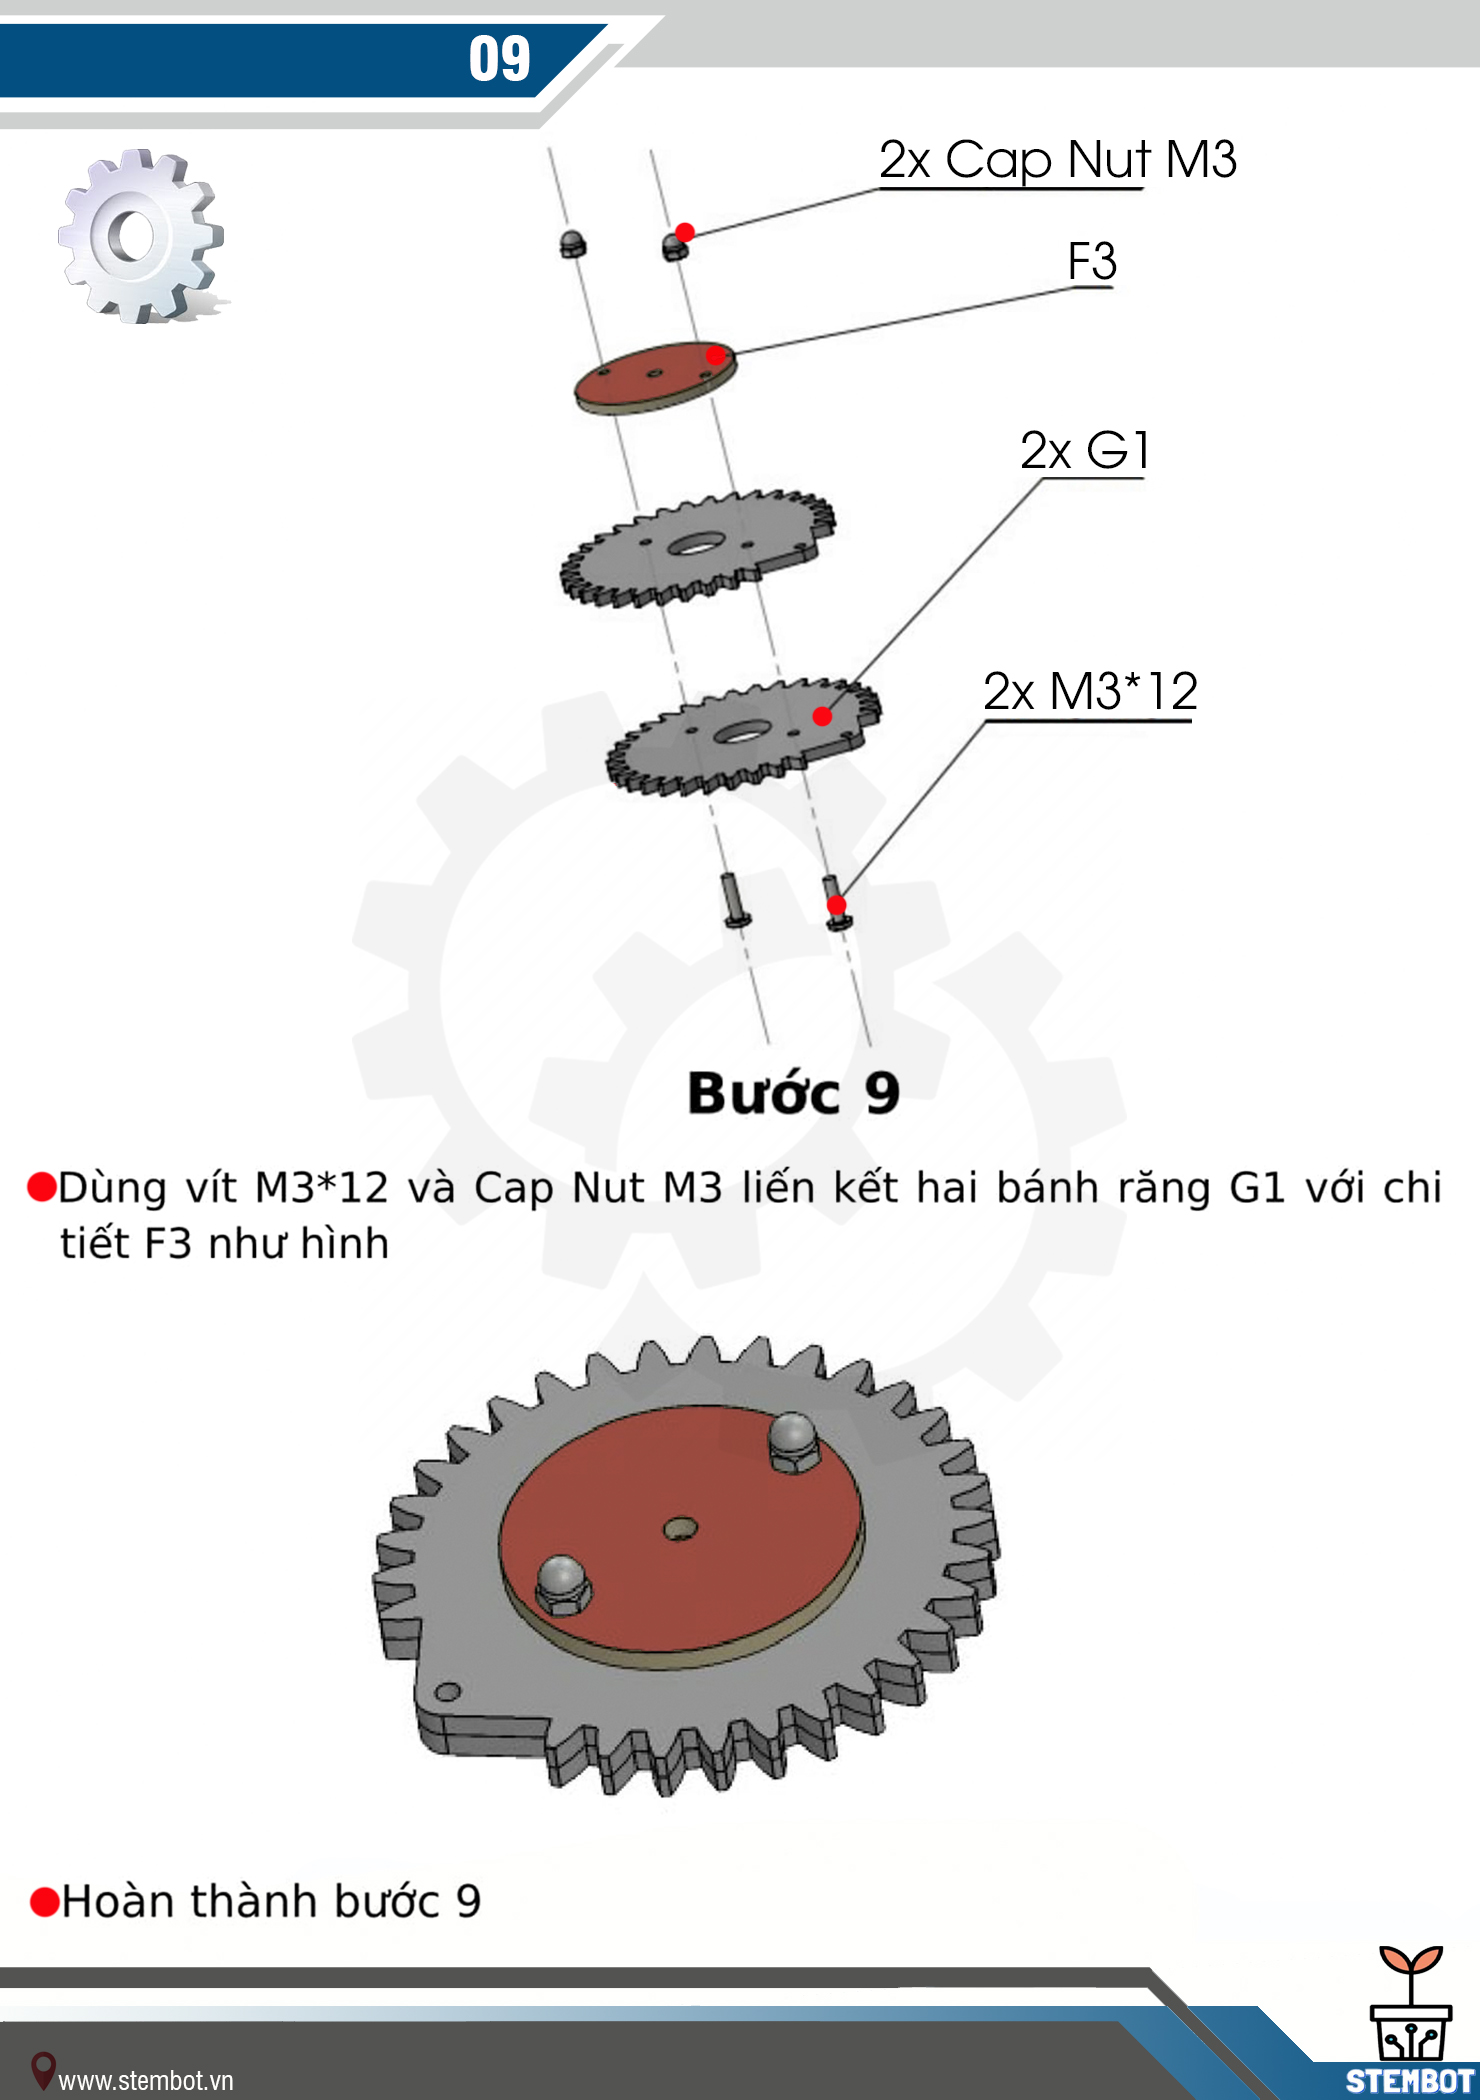 09
2x Cap Nut M3
F3
2x G1
2x M3*12
Bước 9
Dùng vít M3*12 và Cap Nut M3 liến kết hai bánh răng G1 với chi
tiết F3 như hình
Hoàn thành bước 9
www.stembot.vn
STEMBOT